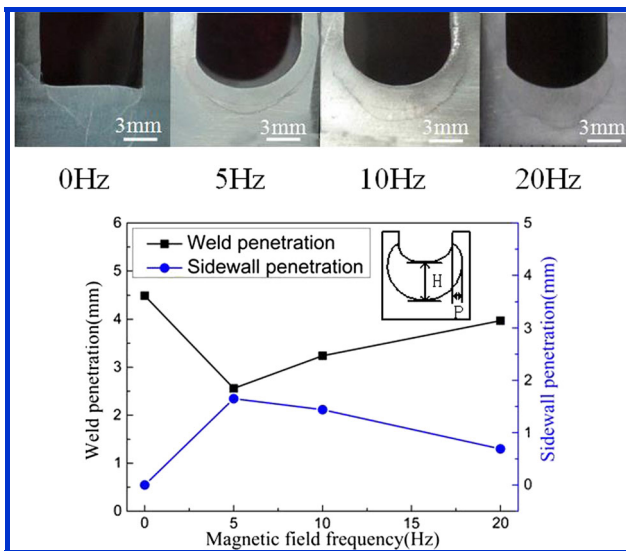 3mm 3mm 3mm 3mm
0Hz 5Hz 10Hz 20Hz
6 5
Weld penetration
Sidewall penetration
H
P
5 4
4 3
3 2
2 1
1 0
0
Weld penetration(mm)
Sidewall penetration(mm)
0 5 10 15 20
Magnetic field frequency(Hz)